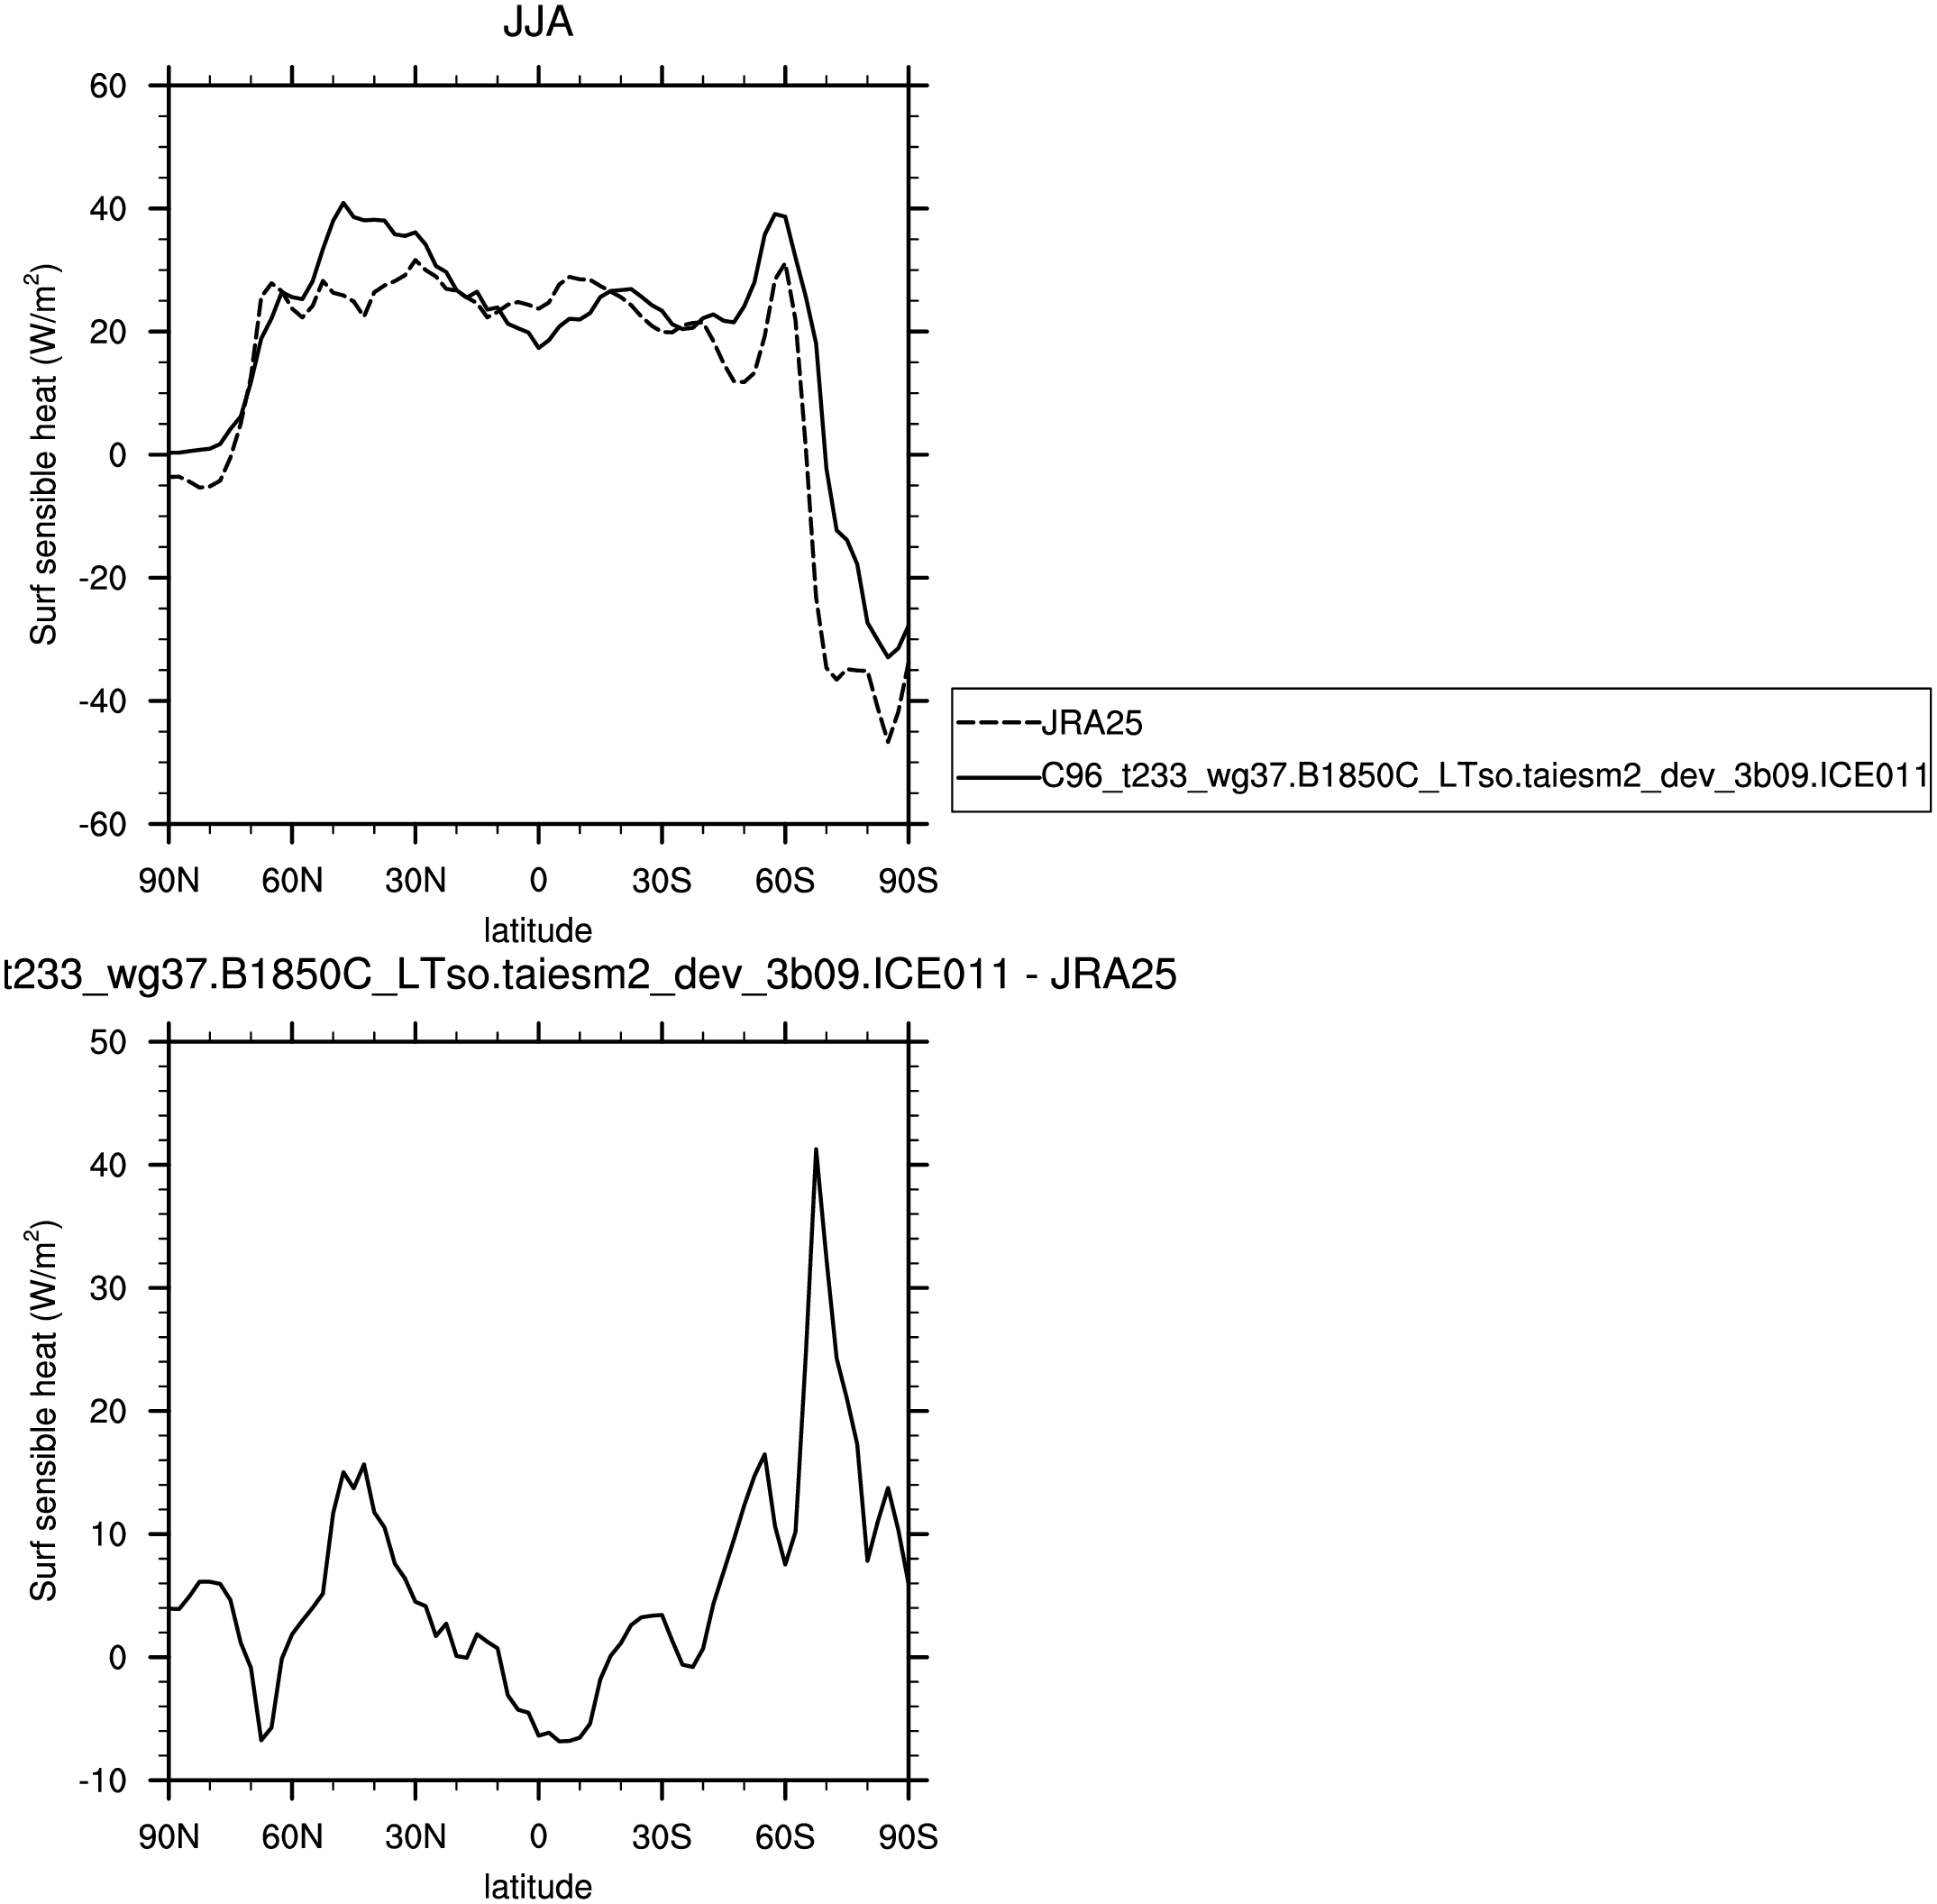 JJA
60
40
20
0
-20
-40
-60
Surf sensible heat (W/m²)
90N 60N 30N 0 30S 60S 90S
latitude
JRA25
C96_t233_wg37.B1850C_LTso.taiesm2_dev_3b09.ICE011
t233_wg37.B1850C_LTso.taiesm2_dev_3b09.ICE011 - JRA25
50
40
30
20
10
0
-10
Surf sensible heat (W/m²)
90N 60N 30N 0 30S 60S 90S
latitude